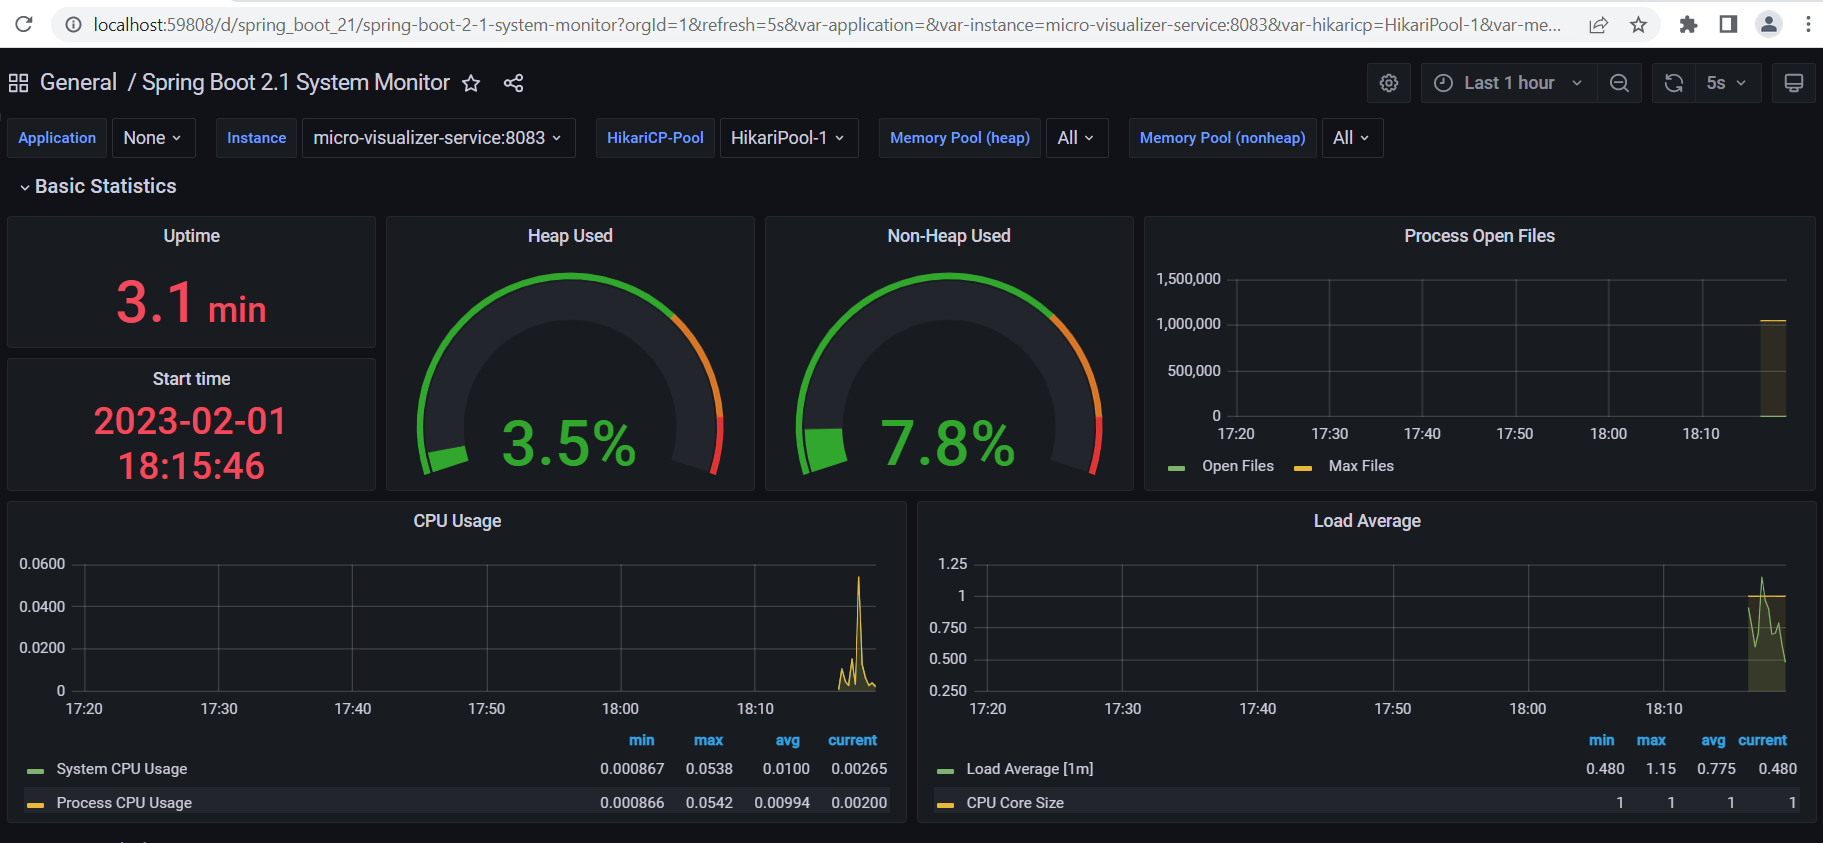 localhost:59808/d/spring_boot_21/spring-boot-2-1-system-monitor?orgId=1&refresh=5s&var-application=&var-instance=micro-visualizer-service:8083&var-hikaricp=HikariPool-1&var-me...
General / Spring Boot 2.1 System Monitor
Last 1 hour
5s
Application None
Instance micro-visualizer-service:8083
HikariCP-Pool HikariPool-1
Memory Pool (heap) All
Memory Pool (nonheap) All
Basic Statistics
Uptime
3.1 min
Start time
2023-02-01
18:15:46
Heap Used
3.5%
Non-Heap Used
7.8%
Process Open Files
1,500,000
1,000,000
500,000
0
17:20 17:30 17:40 17:50 18:00 18:10
Open Files Max Files
CPU Usage
0.0600
0.0400
0.0200
0
17:20 17:30 17:40 17:50 18:00 18:10
min max avg current
System CPU Usage 0.000867 0.0538 0.0100 0.00265
Process CPU Usage 0.000866 0.0542 0.00994 0.00200
Load Average
1.25
1
0.750
0.500
0.250
17:20 17:30 17:40 17:50 18:00 18:10
min max avg current
Load Average [1m] 0.480 1.15 0.775 0.480
CPU Core Size 1 1 1 1